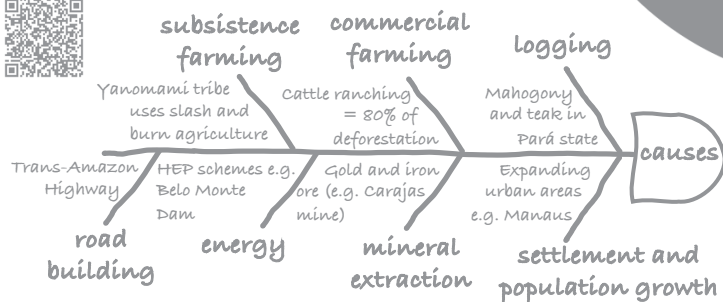 subsistence
farming
Yanomami tribe
uses slash and
burn agriculture
commercial
farming
Cattle ranching
= 80% of
deforestation
logging
Mahogony
and teak in
Pará state
causes
Trans-Amazon
Highway
road
building
HEP schemes e.g.
Belo Monte
Dam
energy
Gold and iron
ore (e.g. Carajas
mine)
mineral
extraction
Expanding
urban areas
e.g. Manaus
settlement and
population growth